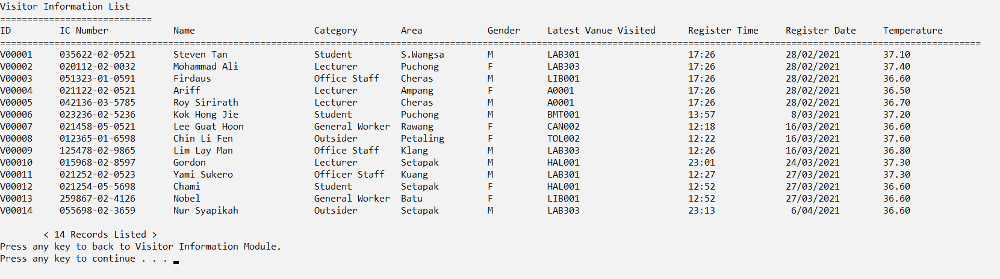 Visitor Information List
============================
ID IC Number Name Category Area Gender Latest Vanue Visited Register Time Register Date Temperature
=====================================================================================================================================================================================
V00001 035622-02-0521 Steven Tan Student S.Wangsa M LAB301 17:26 28/02/2021 37.10
V00002 020112-02-0032 Mohammad Ali Lecturer Puchong F LAB303 17:26 28/02/2021 37.40
V00003 051323-01-0591 Firdaus Office Staff Cheras M LIB001 17:26 28/02/2021 36.60
V00004 021122-02-0521 Ariff Lecturer Ampang F A0001 17:26 28/02/2021 36.50
V00005 042136-03-5785 Roy Sirirath Lecturer Cheras M A0001 17:26 28/02/2021 36.70
V00006 023236-02-5236 Kok Hong Jie Student Puchong M BMT001 13:57 8/03/2021 37.20
V00007 021458-05-0521 Lee Guat Hoon General Worker Rawang F CAN002 12:18 16/03/2021 36.60
V00008 012365-01-6598 Chin Li Fen Outsider Petaling F TOL002 12:22 16/03/2021 37.60
V00009 125478-02-9865 Lim Lay Man Office Staff Klang M LAB303 12:26 16/03/2021 36.80
V00010 015968-02-8597 Gordon Lecturer Setapak M HAL001 23:01 24/03/2021 37.30
V00011 021252-02-0523 Yami Sukero Officer Staff Kuang M LAB301 12:27 27/03/2021 37.30
V00012 021254-05-5698 Chami Student Setapak F HAL001 12:52 27/03/2021 36.60
V00013 259867-02-4126 Nobel General Worker Batu F LIB001 12:52 27/03/2021 36.60
V00014 055698-02-3659 Nur Syapikah Outsider Setapak M LAB303 23:13 6/04/2021 36.60
< 14 Records Listed >
Press any key to back to Visitor Information Module.
Press any key to continue . . .